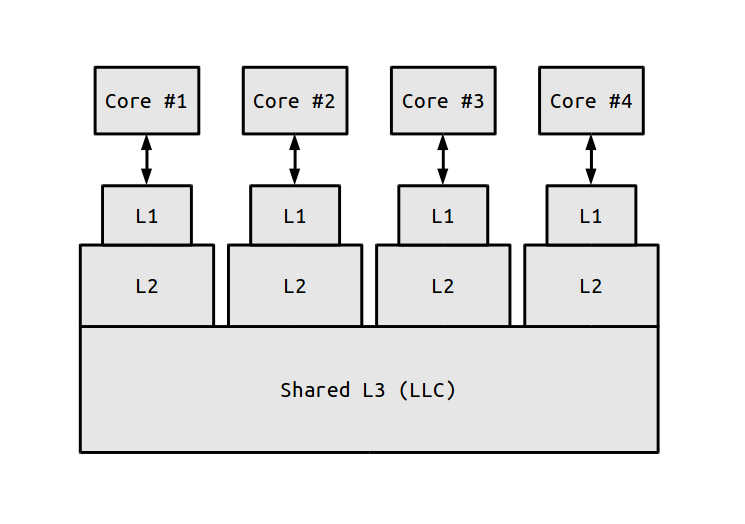 Core #1
Core #2
Core #3
Core #4
L1
L1
L1
L1
L2
L2
L2
L2
Shared L3 (LLC)